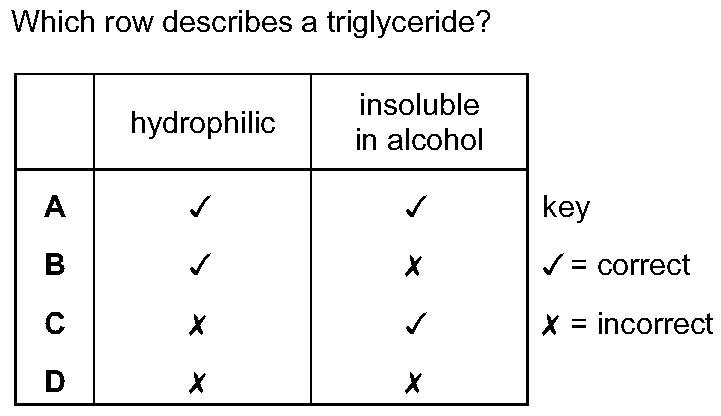 Which row describes a triglyceride?
hydrophilic
insoluble
in alcohol
A ✓ ✓ key
B ✓ ✗ ✓ = correct
C ✗ ✓ ✗ = incorrect
D ✗ ✗